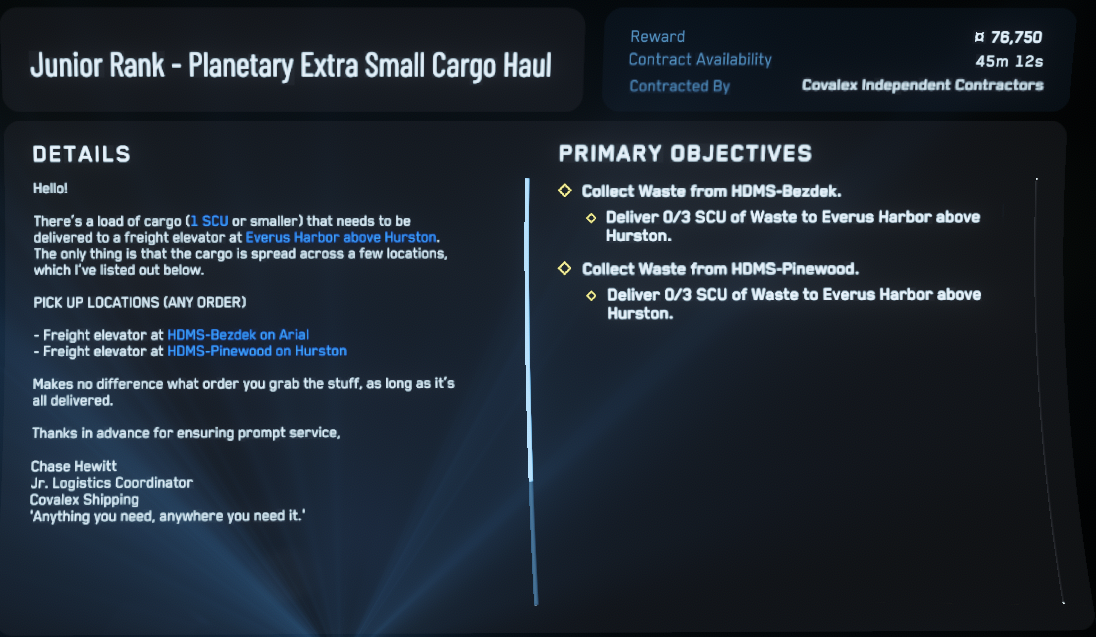 Junior Rank - Planetary Extra Small Cargo Haul
Reward ¤ 76,750
Contract Availability 45m 12s
Contracted By Covalex Independent Contractors
DETAILS
Hello!
There's a load of cargo (1 SCU or smaller) that needs to be
delivered to a freight elevator at Everus Harbor above Hurston.
The only thing is that the cargo is spread across a few locations,
which I've listed out below.
PICK UP LOCATIONS (ANY ORDER)
- Freight elevator at HDMS-Bezdek on Arial
- Freight elevator at HDMS-Pinewood on Hurston
Makes no difference what order you grab the stuff, as long as it's
all delivered.
Thanks in advance for ensuring prompt service,
Chase Hewitt
Jr. Logistics Coordinator
Covalex Shipping
'Anything you need, anywhere you need it.'
PRIMARY OBJECTIVES
Collect Waste from HDMS-Bezdek.
Deliver 0/3 SCU of Waste to Everus Harbor above
Hurston.
Collect Waste from HDMS-Pinewood.
Deliver 0/3 SCU of Waste to Everus Harbor above
Hurston.